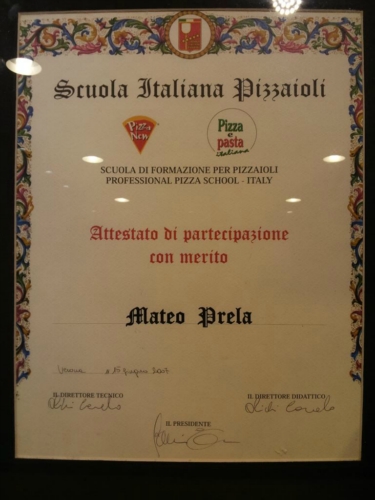 Scuola Italiana Pizzaioli
Pizza New
Pizza e pasta italiana
SCUOLA DI FORMAZIONE PER PIZZAIOLI
PROFESSIONAL PIZZA SCHOOL - ITALY
Attestato di partecipazione
con merito
Mateo Prela
IL DIRETTORE TECNICO
IL DIRETTORE DIDATTICO
IL PRESIDENTE